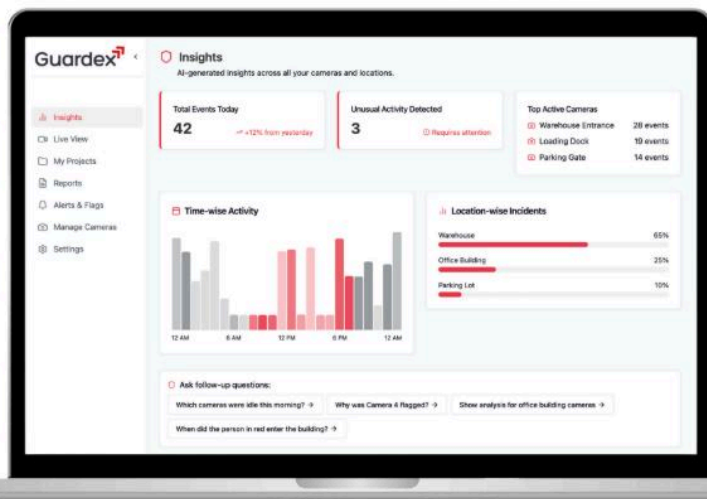 Guardex
Insights
AI-generated insights across all your cameras and locations.
Insights
Live View
My Projects
Reports
Alerts & Flags
Manage Cameras
Settings
Total Events Today
42
+12% from yesterday
Unusual Activity Detected
3
Requires attention
Top Active Cameras
Warehouse Entrance 28 events
Loading Dock 19 events
Parking Gate 14 events
Time-wise Activity
12 AM 6 AM 12 PM 6 PM 12 AM
Location-wise Incidents
Warehouse 65%
Office Building 25%
Parking Lot 10%
Ask follow-up questions:
Which cameras were idle this morning? → Why was Camera 4 flagged? → Show analysis for office building cameras →
When did the person in red enter the building? →